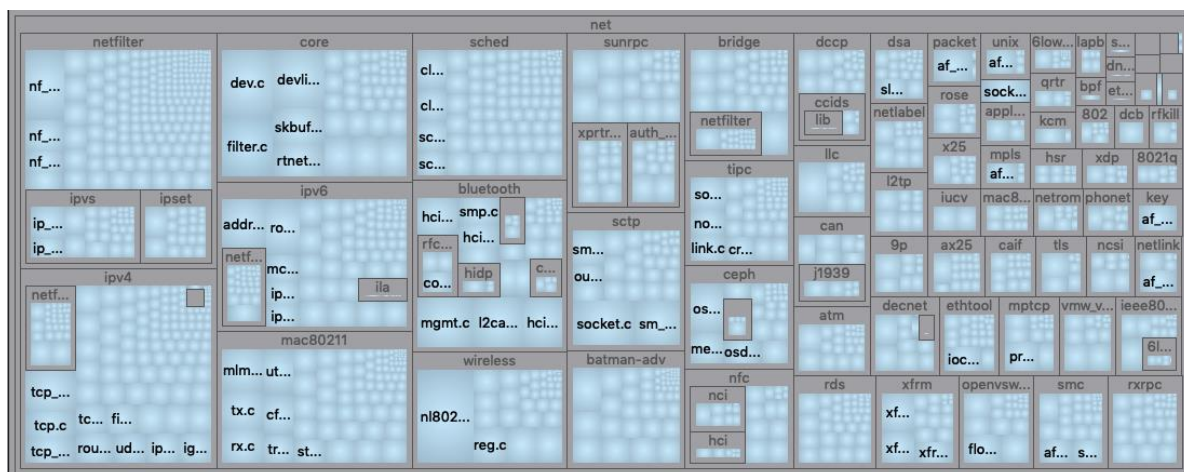 net
netfilter
nf_...
nf_...
nf_...
ipvs
ip_...
ip_...
ipset
ipv4
netf...
tcp_...
tcp.c
tcp_...
tc...
fi...
rou...
ud...
ip...
ig...
core
dev.c
devli...
skbuf...
filter.c
rtnet...
ipv6
addr...
ro...
netf...
mc...
ip...
ip...
ila
mac80211
mlm...
ut...
tx.c
cf...
rx.c
tr...
st...
sched
cl...
cl...
sc...
sc...
bluetooth
hci...
smp.c
hci...
rfc...
co...
hidp
c...
mgmt.c
l2ca...
hci...
wireless
nl802...
reg.c
sunrpc
xprtr...
auth_...
sctp
sm...
ou...
socket.c
sm_...
batman-adv
bridge
netfilter
tipc
so...
no...
link.c
cr...
ceph
os...
me...
osd...
nfc
nci
hci
dccp
ccids
lib
llc
can
j1939
atm
rds
dsa
sl...
netlabel
l2tp
9p
decnet
xfrm
xf...
xf...
xfr...
packet
af_...
rose
x25
iucv
ax25
ethtool
ioc...
openvsw...
flo...
unix
af...
sock...
appl...
mpls
af...
mac8...
caif
mptcp
pr...
smc
af...
s...
6low...
qrtr
kcm
hsr
netrom
tls
vmw_v...
lapb
bpf
802
xdp
phonet
ncsi
s...
dn...
et...
dcb
rfkill
8021q
key
af_...
netlink
af_...
ieee80...
6l...
rxrpc